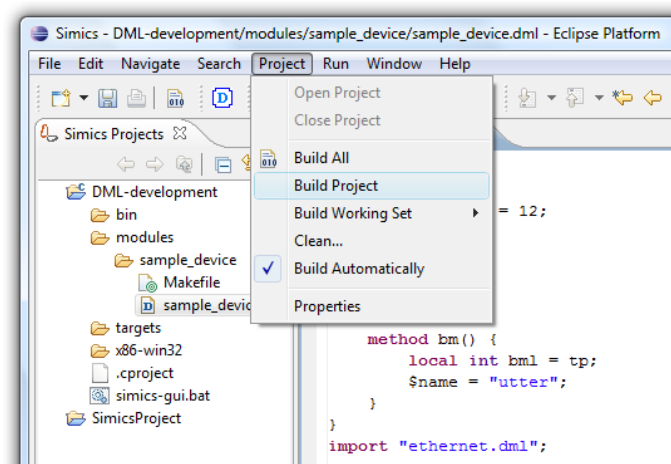 Simics - DML-development/modules/sample_device/sample_device.dml - Eclipse Platform
File Edit Navigate Search Project Run Window Help
010
D
Simics Projects
Open Project
Close Project
010 Build All
Build Project
Build Working Set
Clean...
Build Automatically
Properties
DML-development
bin
modules
sample_device
Makefile
D
targets
x86-win32
.cproject
simics-gui.bat
SimicsProject
= 12;
method bm() {
local int bml = tp;
$name = "utter";
}
}
import "ethernet.dml";